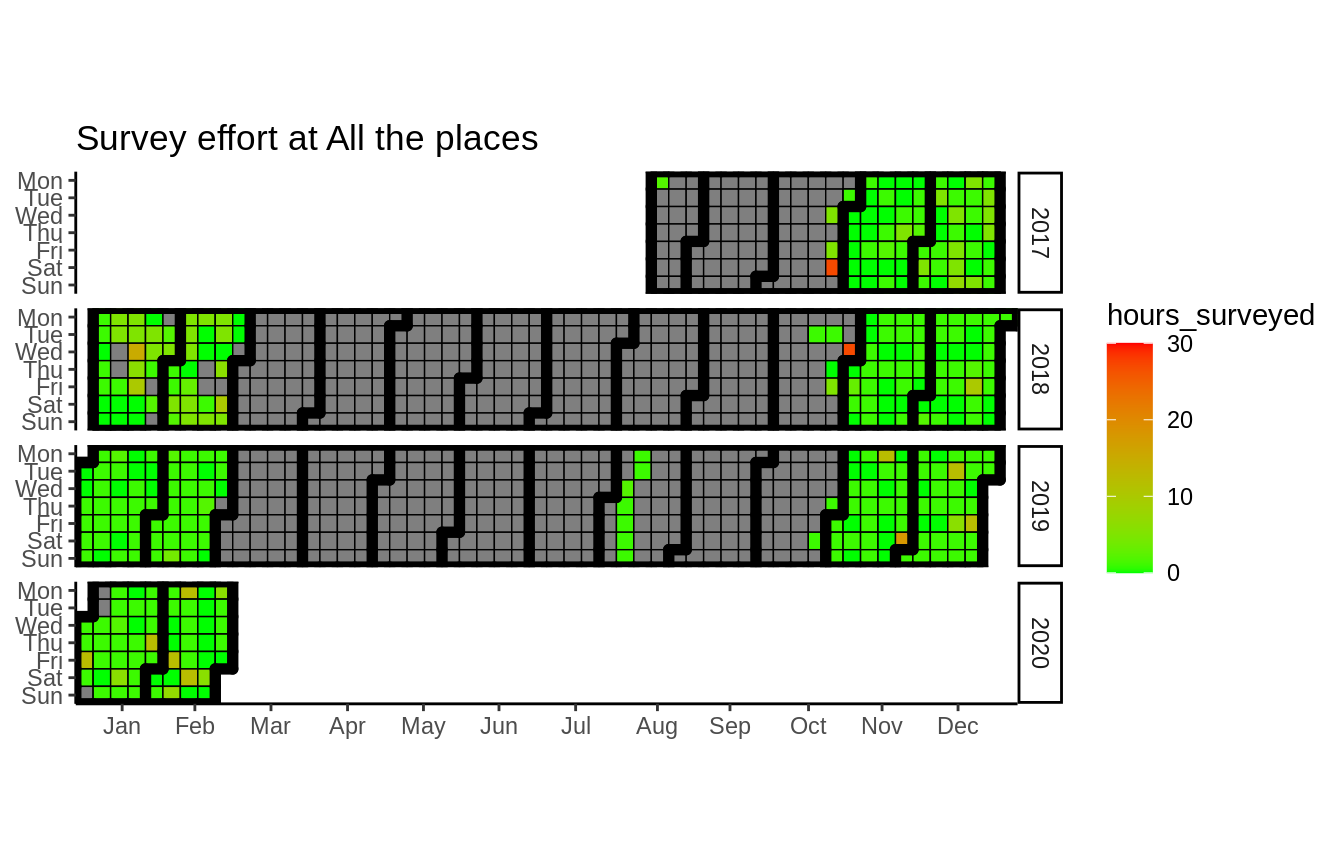 Survey effort at All the places
Mon
Tue
Wed
Thu
Fri
Sat
Sun
2017
Mon
Tue
Wed
Thu
Fri
Sat
Sun
2018
Mon
Tue
Wed
Thu
Fri
Sat
Sun
2019
Mon
Tue
Wed
Thu
Fri
Sat
Sun
2020
Jan Feb Mar Apr May Jun Jul Aug Sep Oct Nov Dec
hours_surveyed
30
20
10
0